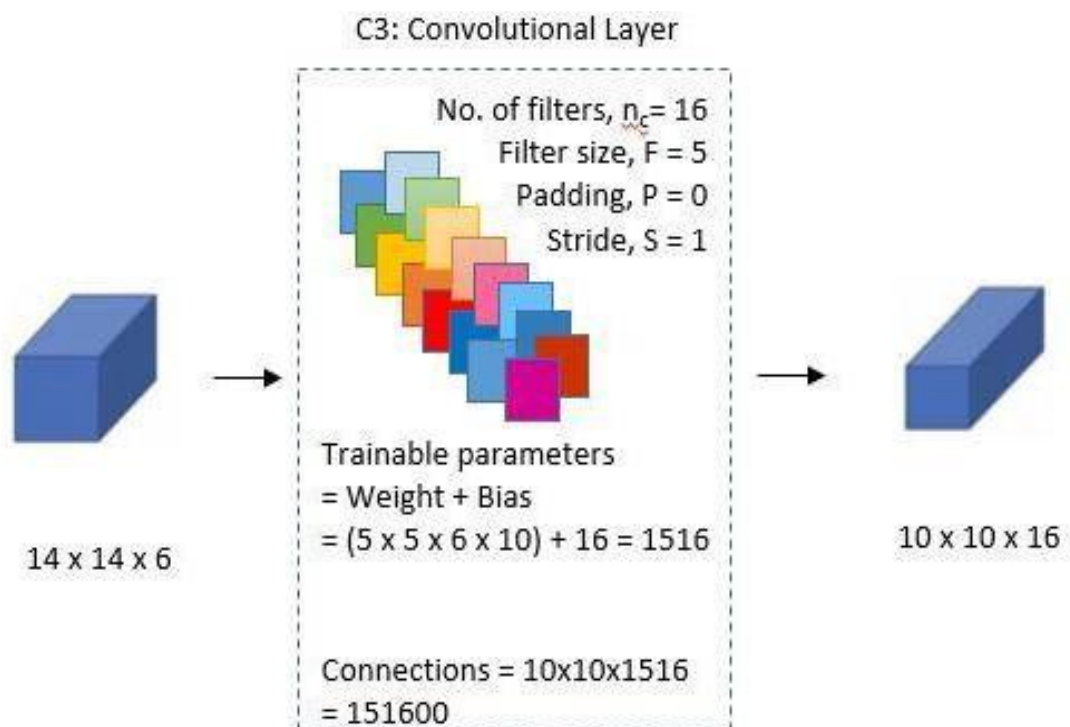 C3: Convolutional Layer
No. of filters, nc= 16
Filter size, F = 5
Padding, P = 0
Stride, S = 1
Trainable parameters
= Weight + Bias
= (5 x 5 x 6 x 10) + 16 = 1516
14 x 14 x 6
10 x 10 x 16
Connections = 10x10x1516
= 151600